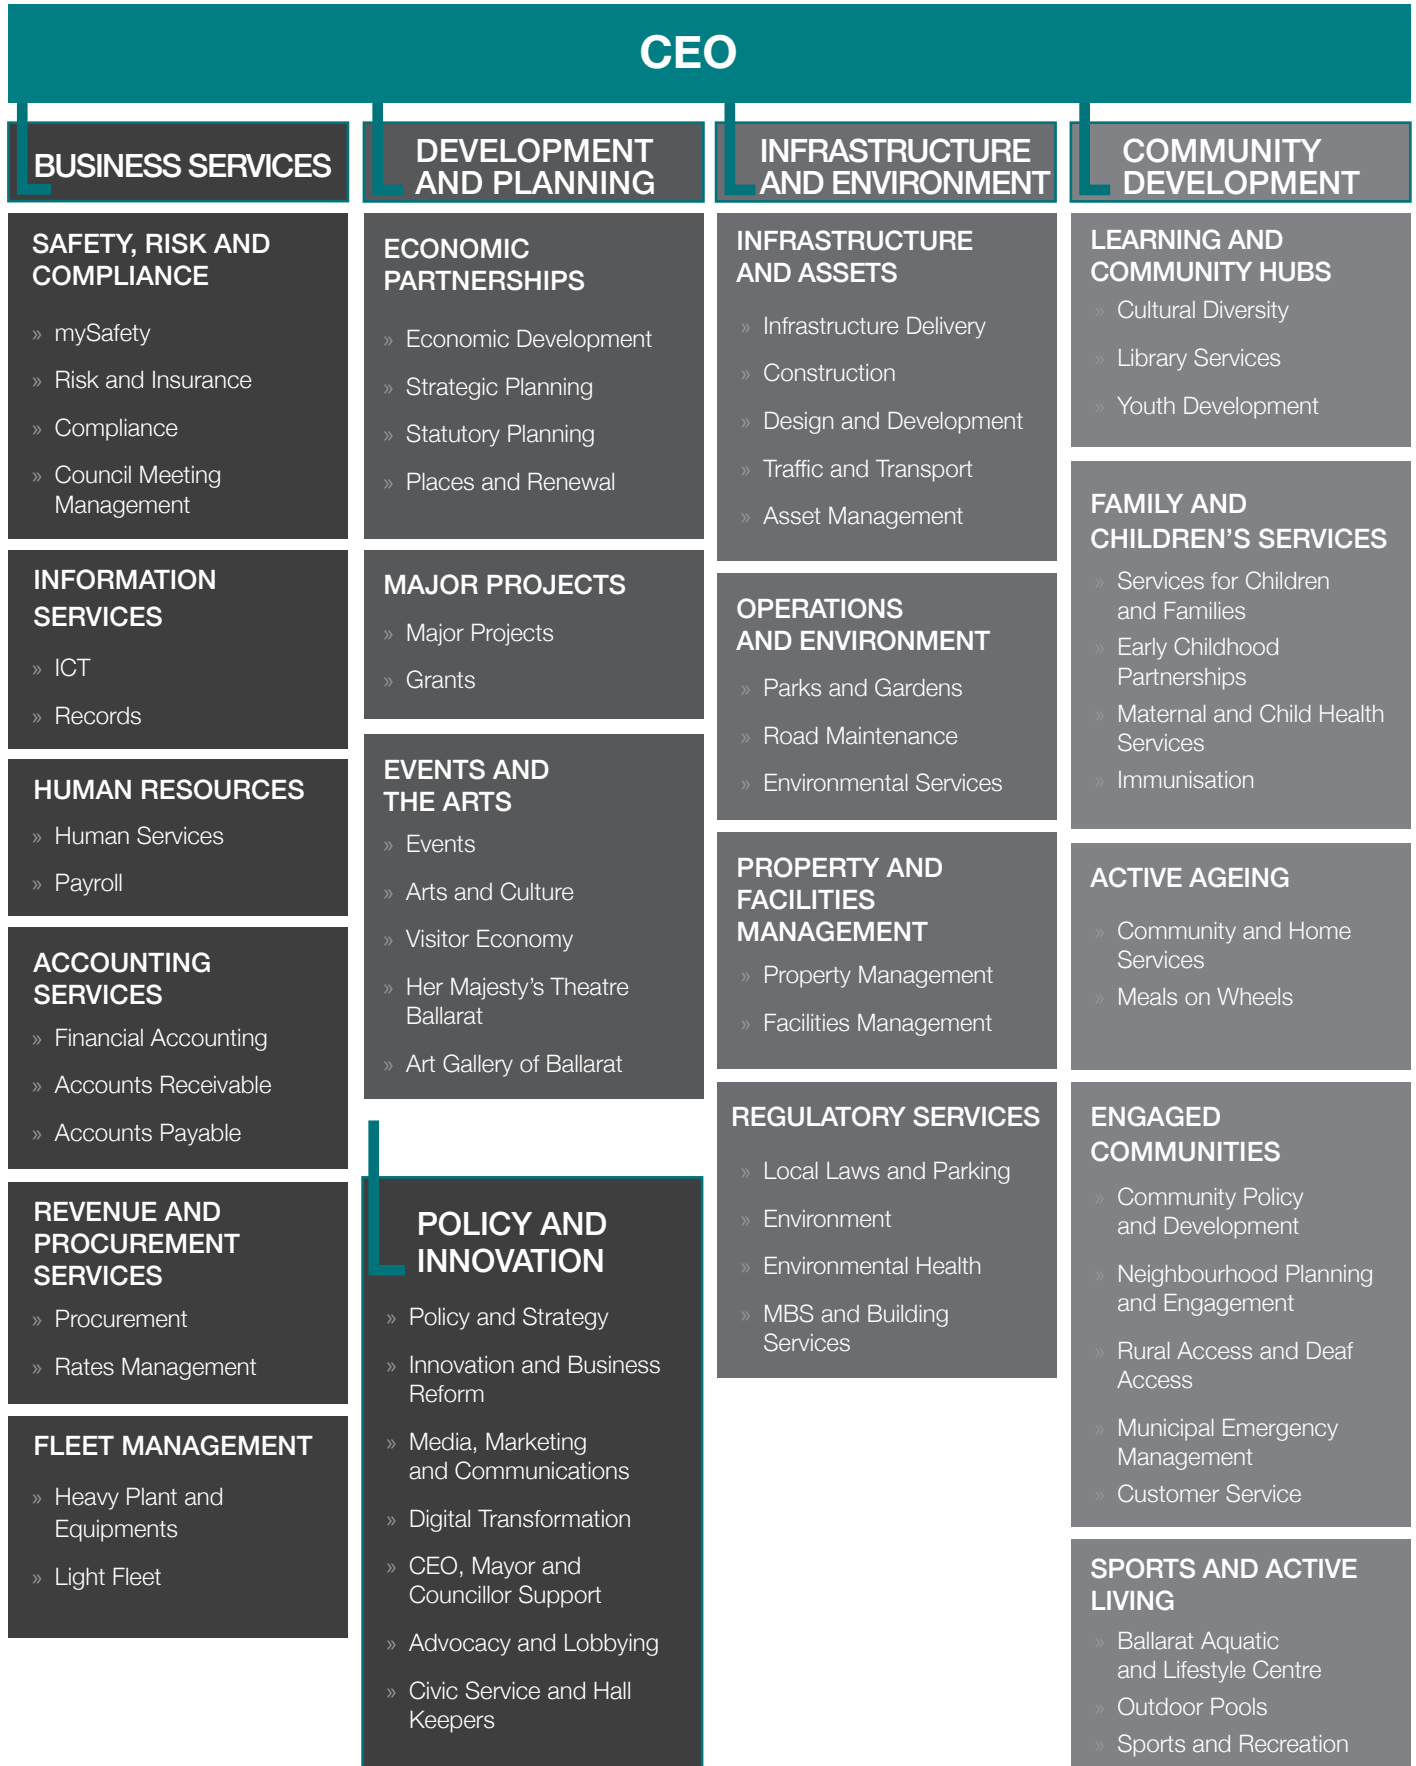 CEO
BUSINESS SERVICES
SAFETY, RISK AND
COMPLIANCE
» mySafety
» Risk and Insurance
» Compliance
» Council Meeting
Management
INFORMATION
SERVICES
» ICT
» Records
HUMAN RESOURCES
» Human Services
» Payroll
ACCOUNTING
SERVICES
» Financial Accounting
» Accounts Receivable
» Accounts Payable
REVENUE AND
PROCUREMENT
SERVICES
» Procurement
» Rates Management
FLEET MANAGEMENT
» Heavy Plant and
Equipments
» Light Fleet
DEVELOPMENT
AND PLANNING
ECONOMIC
PARTNERSHIPS
» Economic Development
» Strategic Planning
» Statutory Planning
» Places and Renewal
MAJOR PROJECTS
» Major Projects
» Grants
EVENTS AND
THE ARTS
» Events
» Arts and Culture
» Visitor Economy
» Her Majesty’s Theatre
Ballarat
» Art Gallery of Ballarat
POLICY AND
INNOVATION
» Policy and Strategy
» Innovation and Business
Reform
» Media, Marketing
and Communications
» Digital Transformation
» CEO, Mayor and
Councillor Support
» Advocacy and Lobbying
» Civic Service and Hall
Keepers
INFRASTRUCTURE
AND ENVIRONMENT
INFRASTRUCTURE
AND ASSETS
» Infrastructure Delivery
» Construction
» Design and Development
» Traffic and Transport
» Asset Management
OPERATIONS
AND ENVIRONMENT
» Parks and Gardens
» Road Maintenance
» Environmental Services
PROPERTY AND
FACILITIES
MANAGEMENT
» Property Management
» Facilities Management
REGULATORY SERVICES
» Local Laws and Parking
» Environment
» Environmental Health
» MBS and Building
Services
COMMUNITY
DEVELOPMENT
LEARNING AND
COMMUNITY HUBS
» Cultural Diversity
» Library Services
» Youth Development
FAMILY AND
CHILDREN’S SERVICES
» Services for Children
and Families
» Early Childhood
Partnerships
» Maternal and Child Health
Services
» Immunisation
ACTIVE AGEING
» Community and Home
Services
» Meals on Wheels
ENGAGED
COMMUNITIES
» Community Policy
and Development
» Neighbourhood Planning
and Engagement
» Rural Access and Deaf
Access
» Municipal Emergency
Management
» Customer Service
SPORTS AND ACTIVE
LIVING
» Ballarat Aquatic
and Lifestyle Centre
» Outdoor Pools
» Sports and Recreation